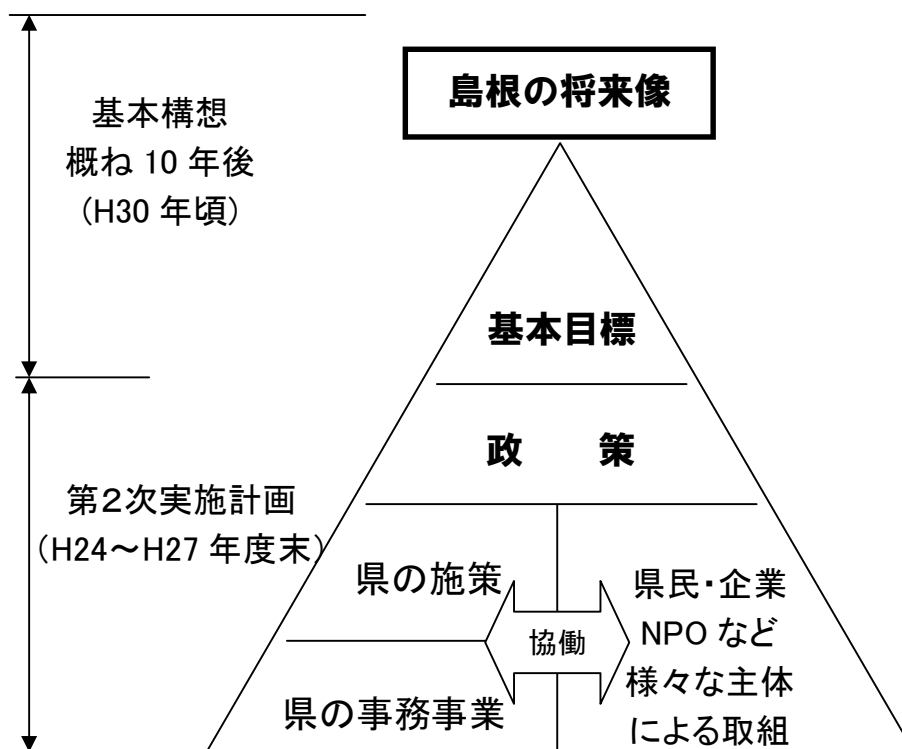 島根の将来像
基本構想
概ね 10 年後
(H30 年頃)
基本目標
政　　策
第２次実施計画
(H24～H27 年度末)
県の施策
県の事務事業
協働
県民・企業
NPO など
様々な主体
による取組